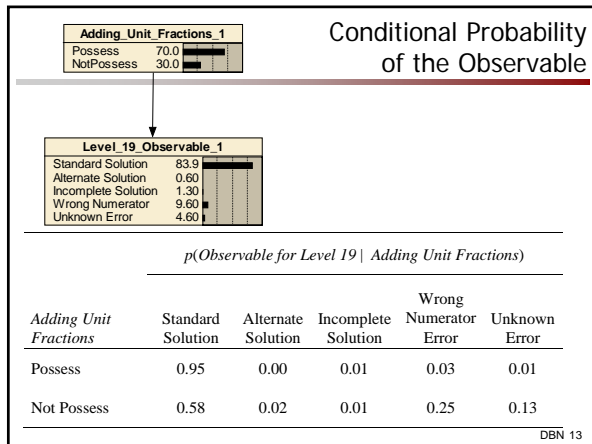 Conditional Probability
of the Observable
Adding_Unit_Fractions_1
Possess 70.0
NotPossess 30.0
Level_19_Observable_1
Standard Solution 83.9
Alternate Solution 0.60
Incomplete Solution 1.30
Wrong Numerator 9.60
Unknown Error 4.60
p(Observable for Level 19 | Adding Unit Fractions)
Adding Unit Fractions Standard Solution Alternate Solution Incomplete Solution Wrong Numerator Error Unknown Error
Possess 0.95 0.00 0.01 0.03 0.01
Not Possess 0.58 0.02 0.01 0.25 0.13
DBN 13